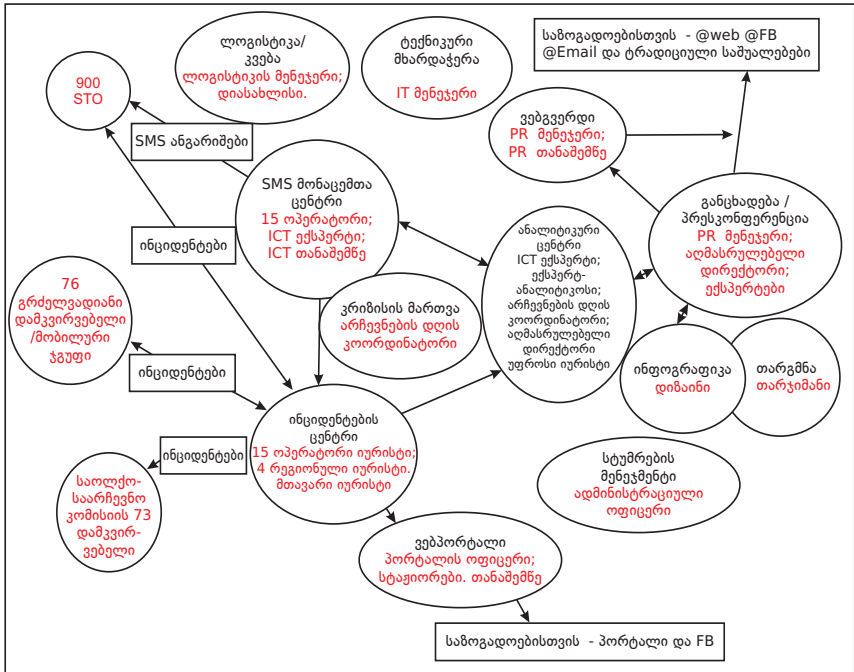 ლოგისტიკა/
კვება
ლოგისტიკის მენეჯერი;
დიასახლისი.
ტექნიკური
მხარდაჭერა
IT მენეჯერი
საზოგადოებისთვის - @web @FB
@Email და ტრადიციული საშუალებები
900
STO
SMS ანგარიშები
ვებგვერდი
PR მენეჯერი;
PR თანაშემწე
SMS მონაცემთა
ცენტრი
15 ოპერატორი;
ICT ექსპერტი;
ICT თანაშემწე
განცხადება /
პრესკონფერენცია
PR მენეჯერი;
აღმასრულებელი
დირექტორი;
ექსპერტები
ინციდენტები
ანალიტიკური
ცენტრი
ICT ექსპერტი;
ექსპერტ-
ანალიტიკოსი;
არჩევნების დღის
კოორდინატორი;
აღმასრულებელი
დირექტორი
უფროსი იურისტი
76
გრძელვადიანი
დამკვირვებელი
/მობილური
ჯგუფი
კრიზისის მართვა
არჩევნების დღის
კოორდინატორი
ინციდენტები
ინფოგრაფიკა
დიზაინი
თარგმნა
თარჯიმანი
ინციდენტების
ცენტრი
15 ოპერატორი იურისტი;
4 რეგიონული იურისტი.
მთავარი იურისტი
ინციდენტები
საოლქო-
საარჩევნო
კომისიის 73
დამკვირ-
ვებელი
სტუმრების
მენეჯმენტი
ადმინისტრაციული
ოფიცერი
ვებპორტალი
პორტალის ოფიცერი;
სტაჟიორები. თანაშემწე
საზოგადოებისთვის - პორტალი და FB